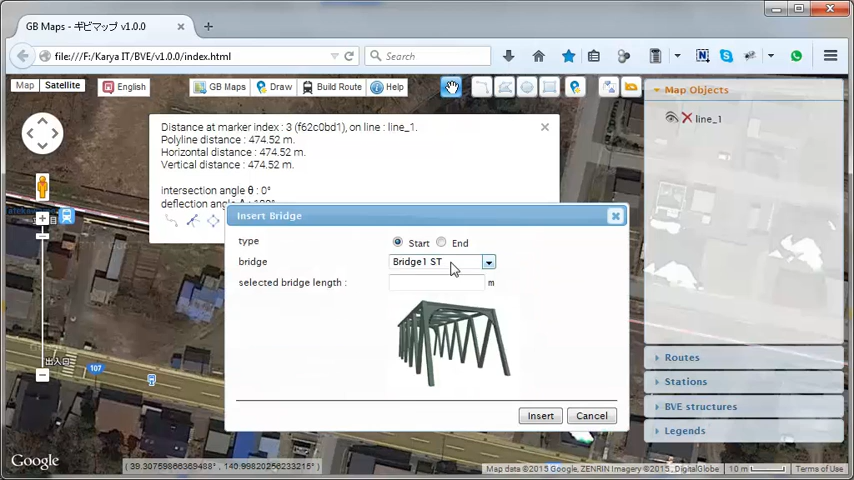 GB Maps - ギビマップ v1.0.0
file:///F:/Karya IT/BVE/v1.0.0/index.html
Search
Map Satellite English GB Maps Draw Build Route Help
Map Objects
line_1
Distance at marker index : 3 (f62c0bd1), on line : line_1.
Polyline distance : 474.52 m.
Horizontal distance : 474.52 m.
Vertical distance : 474.52 m.
intersection angle θ : 0°
Insert Bridge
type Start End
bridge Bridge1 ST
selected bridge length : m
Insert Cancel
出入口
107
Routes
Stations
BVE structures
Legends
Google
Map data ©2015 Google, ZENRIN Imagery ©2015, DigitalGlobe
10 m
Terms of Use